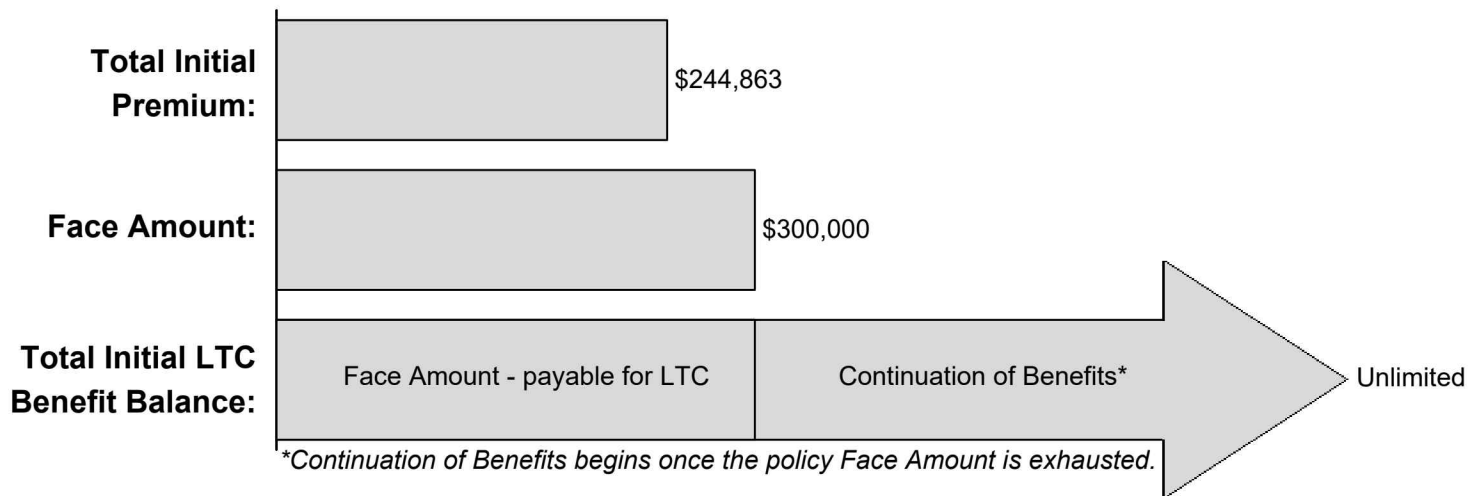 Total Initial
Premium:
$244,863
Face Amount:
$300,000
Total Initial LTC
Benefit Balance:
Face Amount - payable for LTC
Continuation of Benefits*
Unlimited
*Continuation of Benefits begins once the policy Face Amount is exhausted.